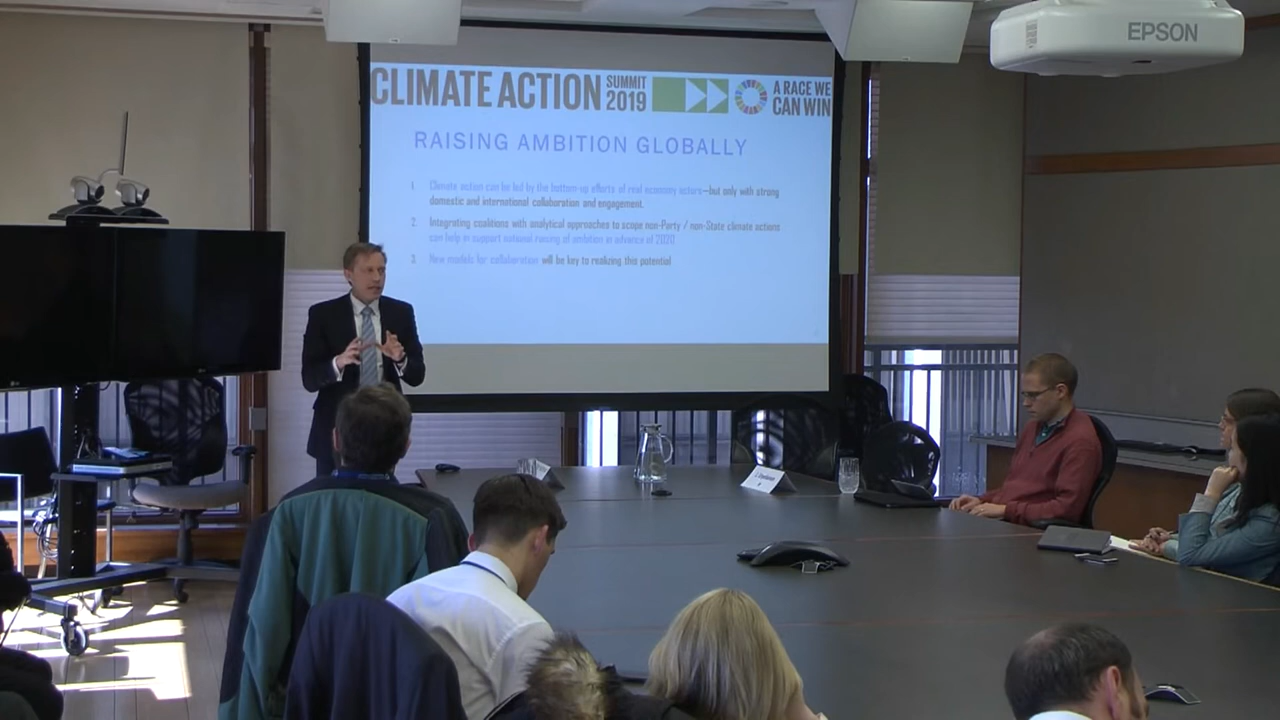 EPSON
CLIMATE ACTION SUMMIT 2019 A RACE WE CAN WIN
RAISING AMBITION GLOBALLY
1. Climate action can be led by the bottom-up efforts of real economy actors—but only with strong
domestic and international collaboration and engagement.
2. Integrating coalitions with analytical approaches to scope non-Party / non-State climate actions
can help in support national raising of ambition in advance of 2020
3. New models for collaboration will be key to realizing this potential